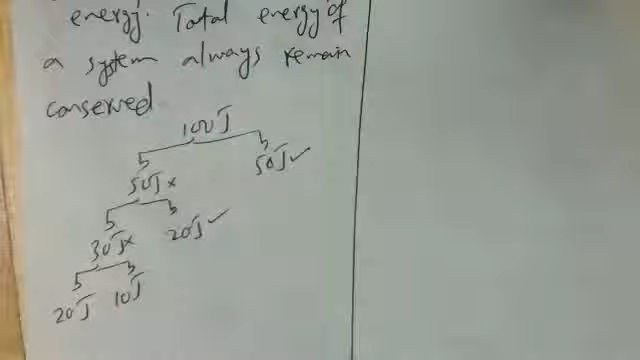 energy. Total energy of
a system always remain
conserved
100J
50J× 50J✓
30J× 20J✓
20J 10J